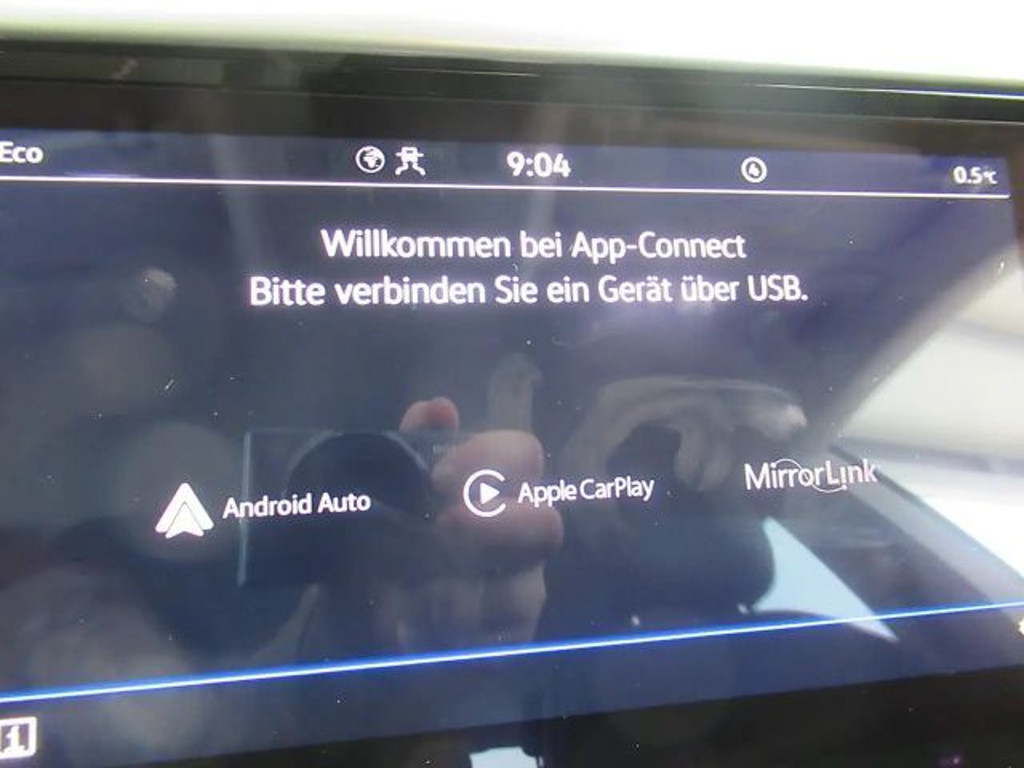 Eco 9:04 0.5°C
Willkommen bei App-Connect
Bitte verbinden Sie ein Gerät über USB.
Android Auto Apple CarPlay MirrorLink
1